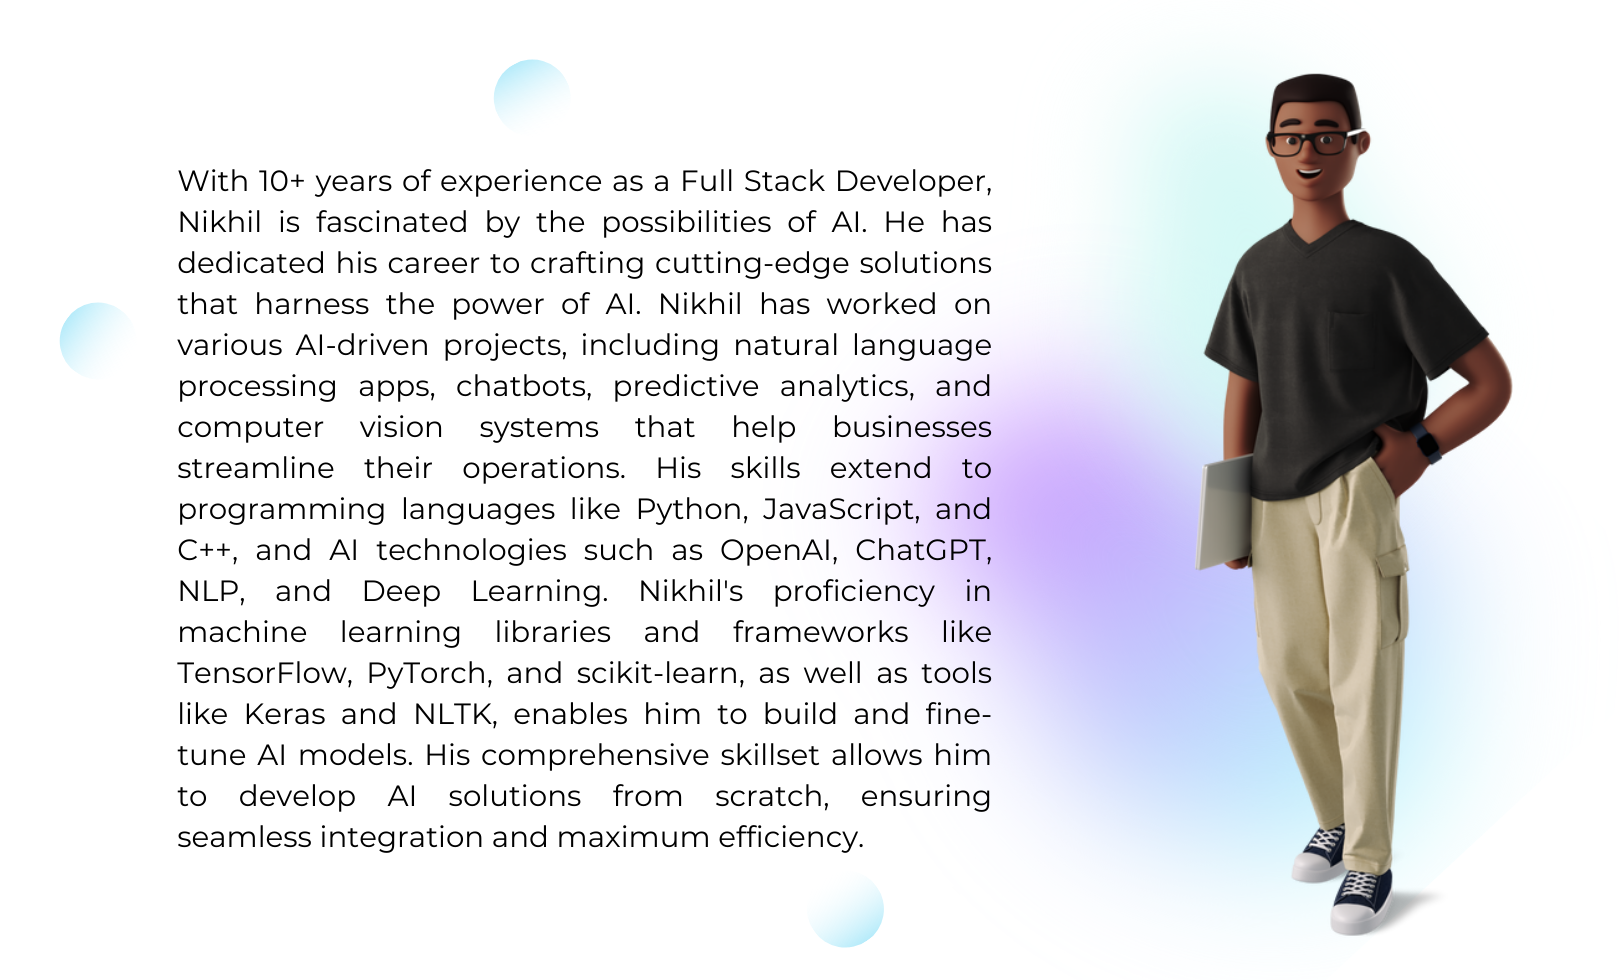 With 10+ years of experience as a Full Stack Developer,
Nikhil is fascinated by the possibilities of AI. He has
dedicated his career to crafting cutting-edge solutions
that harness the power of AI. Nikhil has worked on
various AI-driven projects, including natural language
processing apps, chatbots, predictive analytics, and
computer vision systems that help businesses
streamline their operations. His skills extend to
programming languages like Python, JavaScript, and
C++, and AI technologies such as OpenAI, ChatGPT,
NLP, and Deep Learning. Nikhil's proficiency in
machine learning libraries and frameworks like
TensorFlow, PyTorch, and scikit-learn, as well as tools
like Keras and NLTK, enables him to build and fine-
tune AI models. His comprehensive skillset allows him
to develop AI solutions from scratch, ensuring
seamless integration and maximum efficiency.